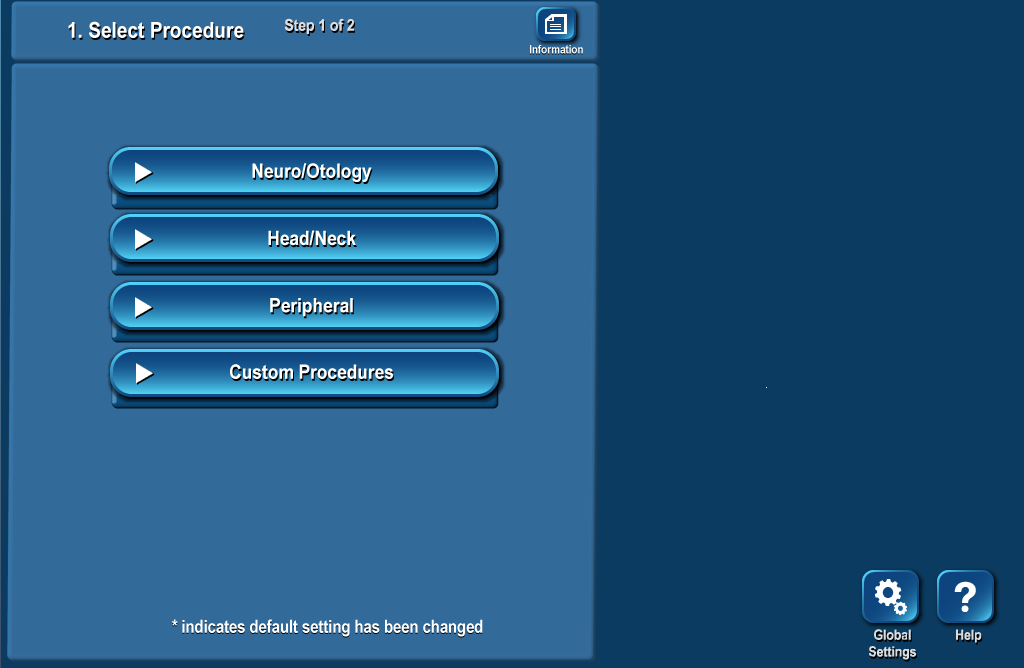 1. Select Procedure
Step 1 of 2
Information
Neuro/Otology
Head/Neck
Peripheral
Custom Procedures
* indicates default setting has been changed
Global
Settings
?
Help